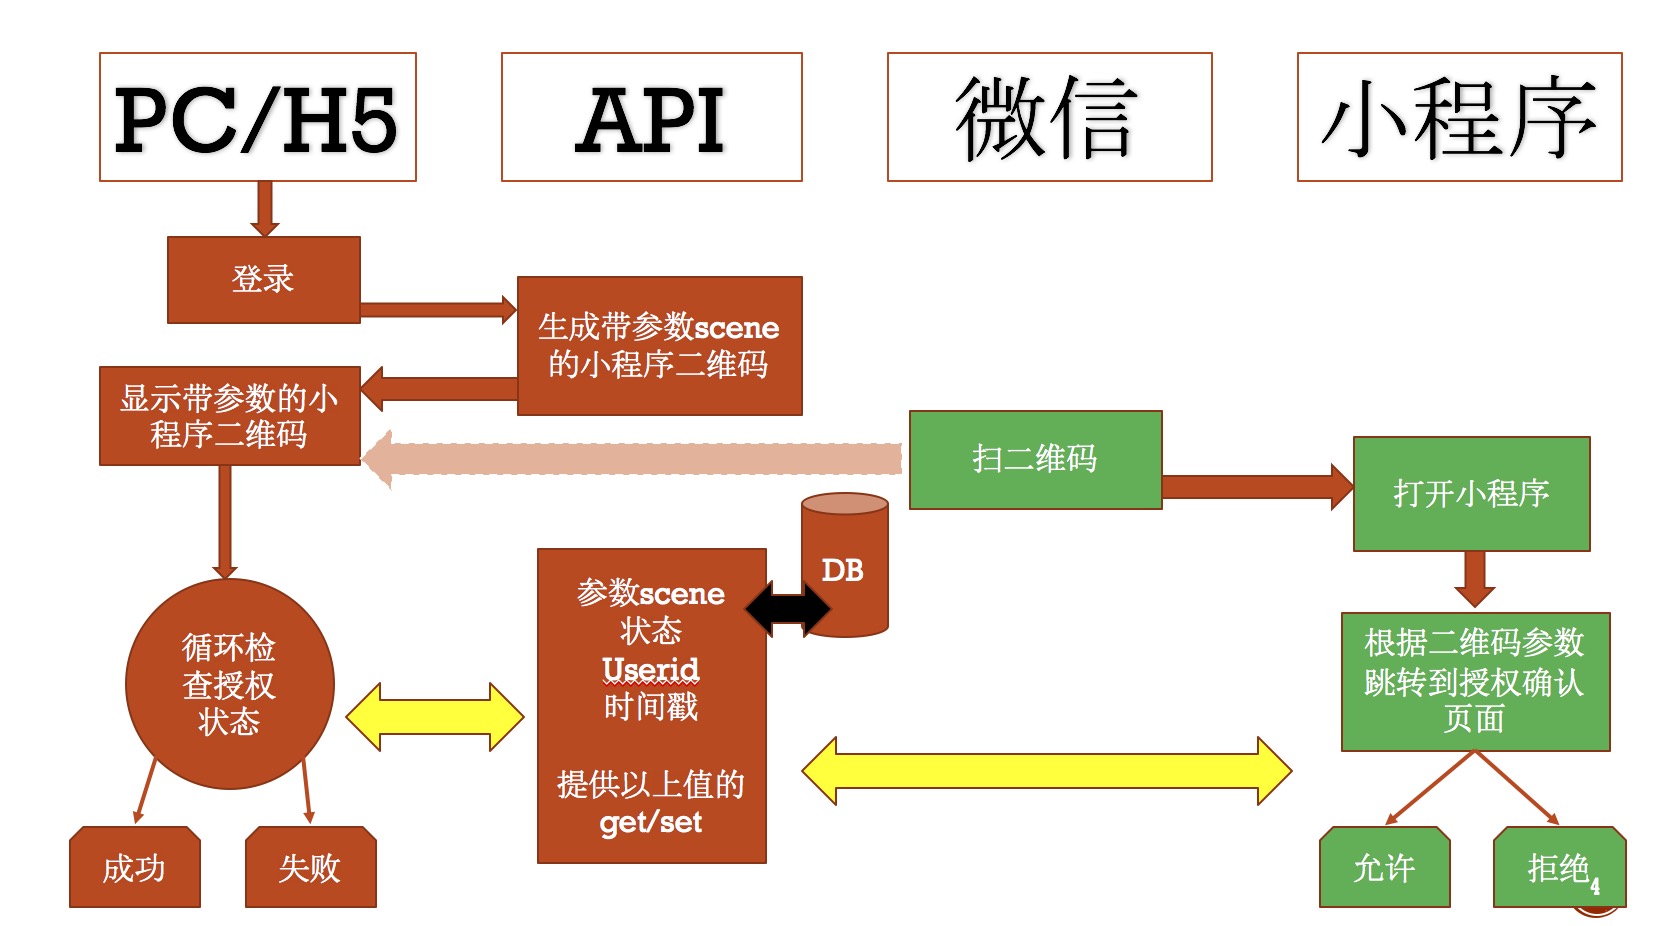 PC/H5
API
微信
小程序
登录
生成带参数scene
的小程序二维码
显示带参数的小
程序二维码
扫二维码
打开小程序
DB
参数scene
状态
Userid
时间戳
提供以上值的
get/set
循环检
查授权
状态
根据二维码参数
跳转到授权确认
页面
成功
失败
允许
拒绝
4